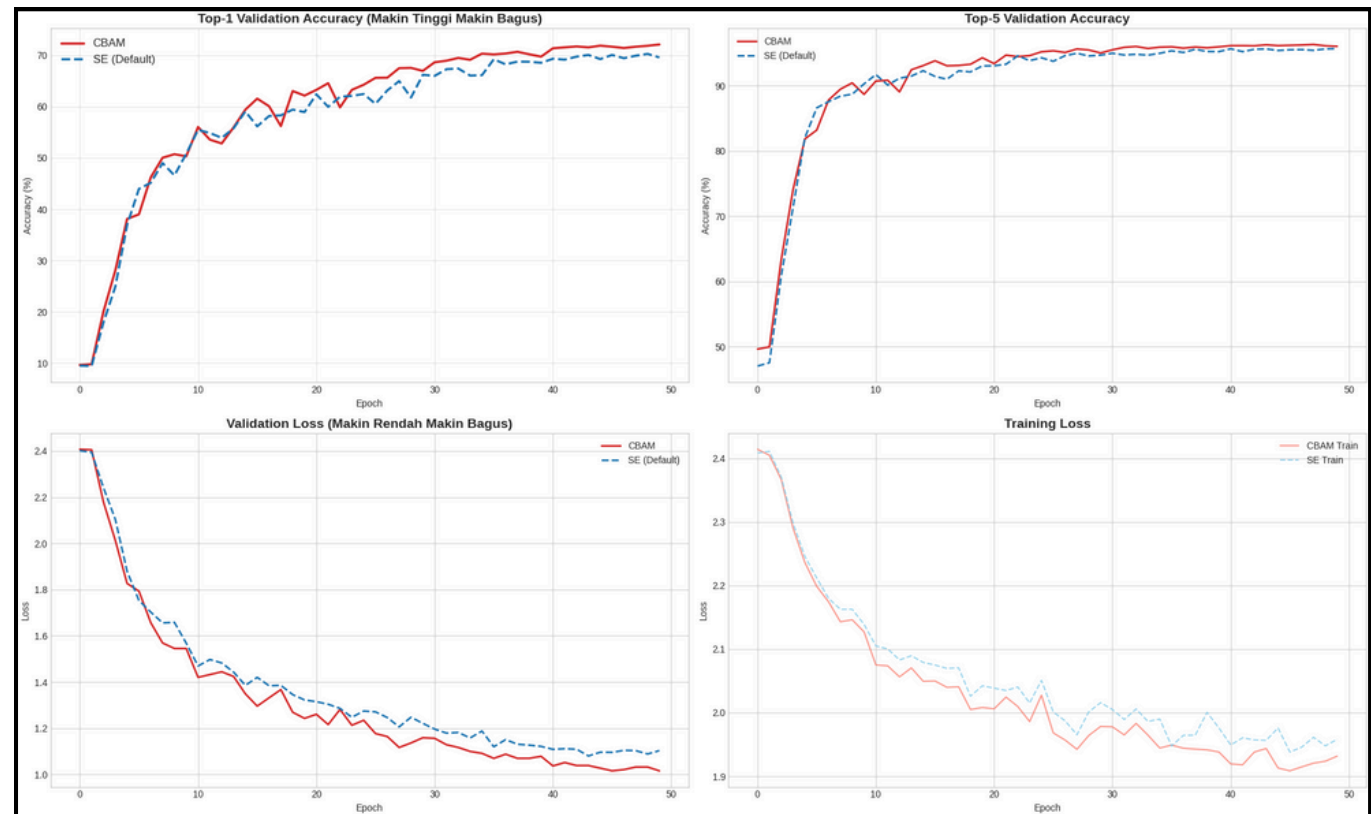 Top-1 Validation Accuracy (Makin Tinggi Makin Bagus)
CBAM
SE (Default)
Accuracy (%)
70
60
50
40
30
20
10
0
10
20
30
40
50
Epoch
Top-5 Validation Accuracy
CBAM
SE (Default)
Accuracy (%)
90
80
70
60
50
0
10
20
30
40
50
Epoch
Validation Loss (Makin Rendah Makin Bagus)
CBAM
SE (Default)
Loss
2.4
2.2
2.0
1.8
1.6
1.4
1.2
1.0
0
10
20
30
40
50
Epoch
Training Loss
CBAM Train
SE Train
Loss
2.4
2.3
2.2
2.1
2.0
1.9
0
10
20
30
40
50
Epoch